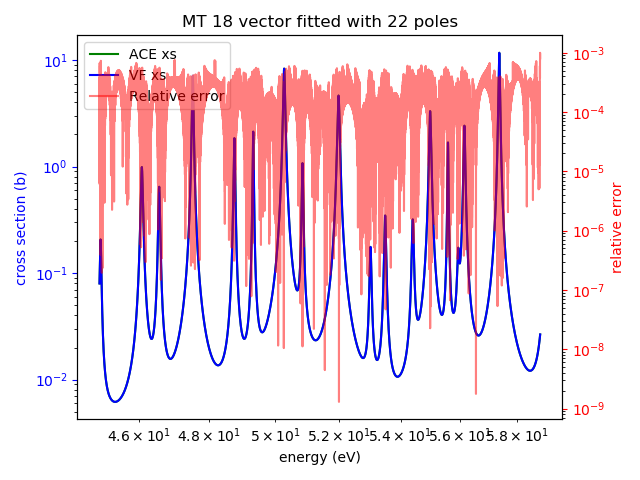 MT 18 vector fitted with 22 poles
ACE xs
VF xs
Relative error
10¹
10⁰
10⁻¹
10⁻²
cross section (b)
10⁻³
10⁻⁴
10⁻⁵
10⁻⁶
10⁻⁷
10⁻⁸
10⁻⁹
relative error
4.6 × 10¹ 4.8 × 10¹ 5 × 10¹ 5.2 × 10¹ 5.4 × 10¹ 5.6 × 10¹ 5.8 × 10¹
energy (eV)